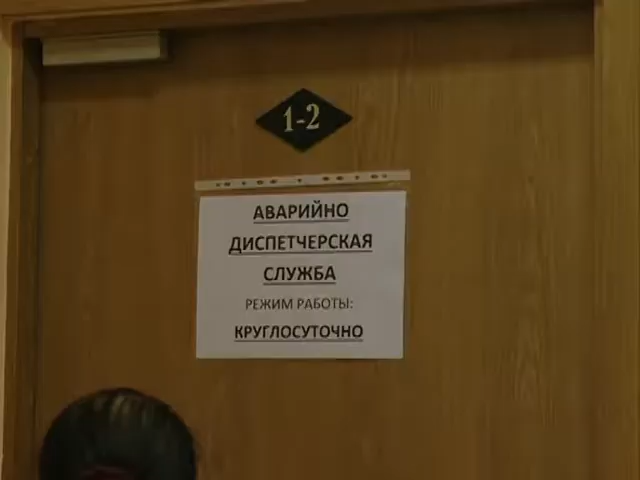 1-2
АВАРИЙНО
ДИСПЕТЧЕРСКАЯ
СЛУЖБА
РЕЖИМ РАБОТЫ:
КРУГЛОСУТОЧНО